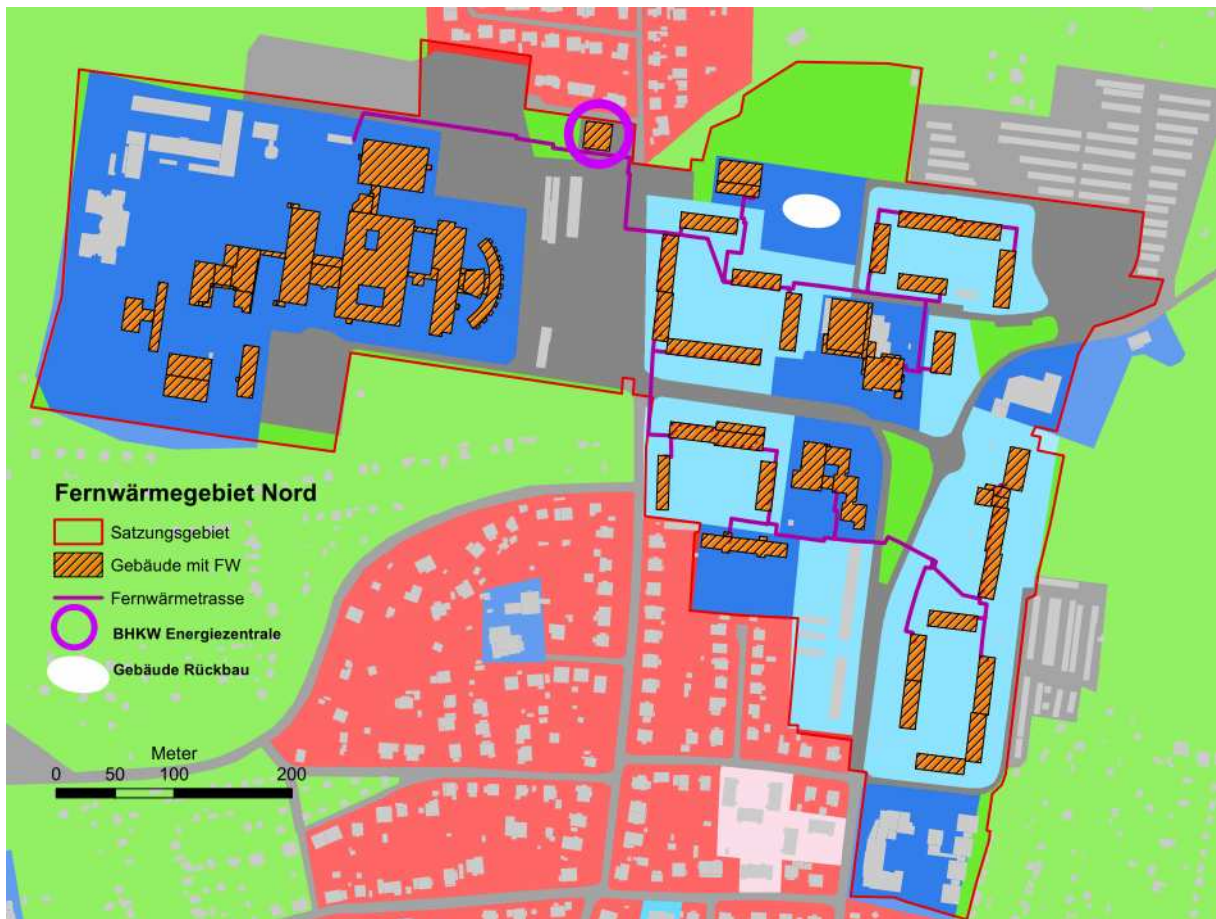 Fernwärmegebiet Nord
Satzungsgebiet
Gebäude mit FW
Fernwärmetrasse
BHKW Energiezentrale
Gebäude Rückbau
Meter
0 50 100 200